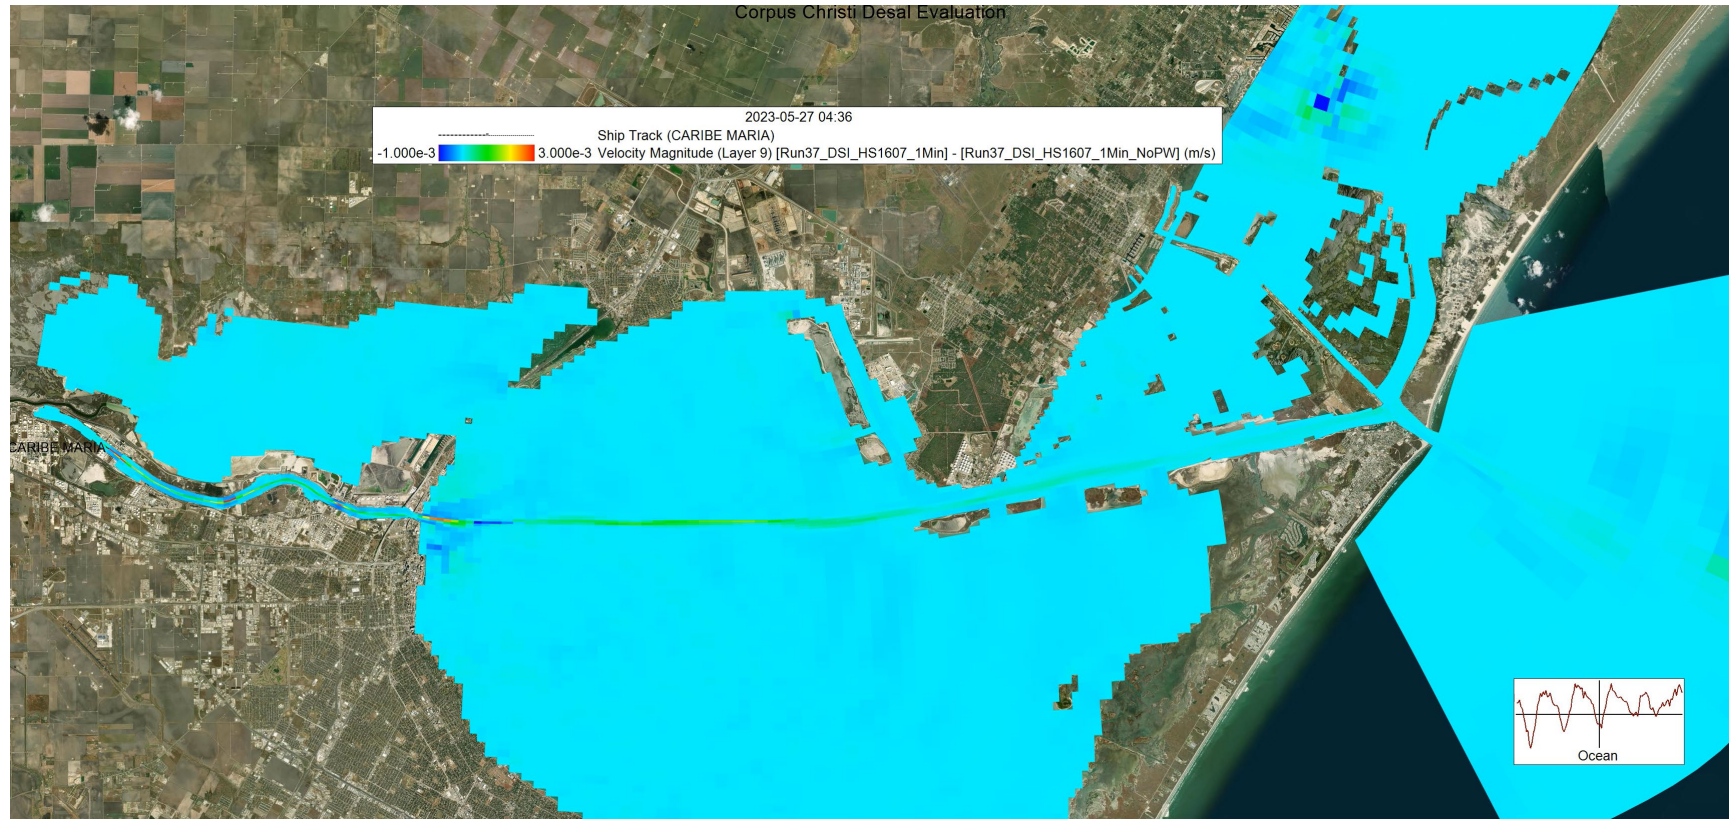 Corpus Christi Desal Evaluation
2023-05-27 04:36
Ship Track (CARIBE MARIA)
-1.000e-3 3.000e-3 Velocity Magnitude (Layer 9) [Run37_DSI_HS1607_1Min] - [Run37_DSI_HS1607_1Min_NoPW] (m/s)
CARIBE MARIA
Ocean